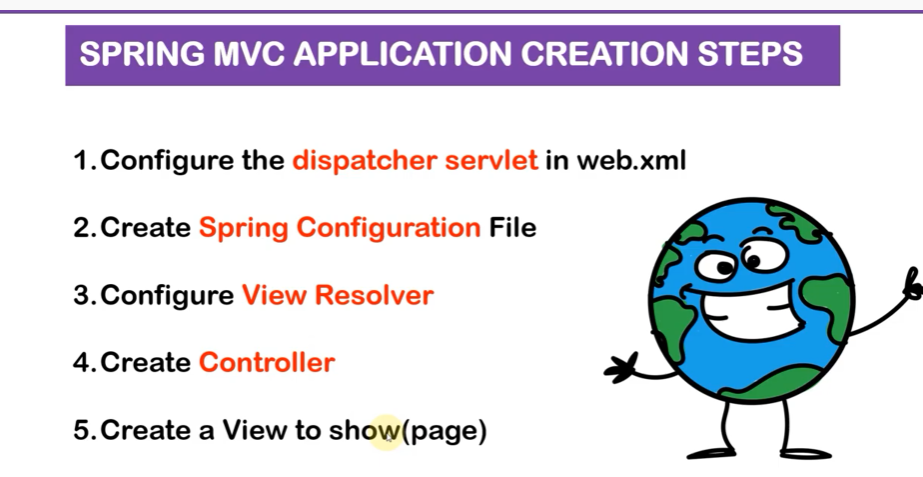 SPRING MVC APPLICATION CREATION STEPS
1.Configure the dispatcher servlet in web.xml
2.Create Spring Configuration File
3.Configure View Resolver
4.Create Controller
5.Create a View to show(page)